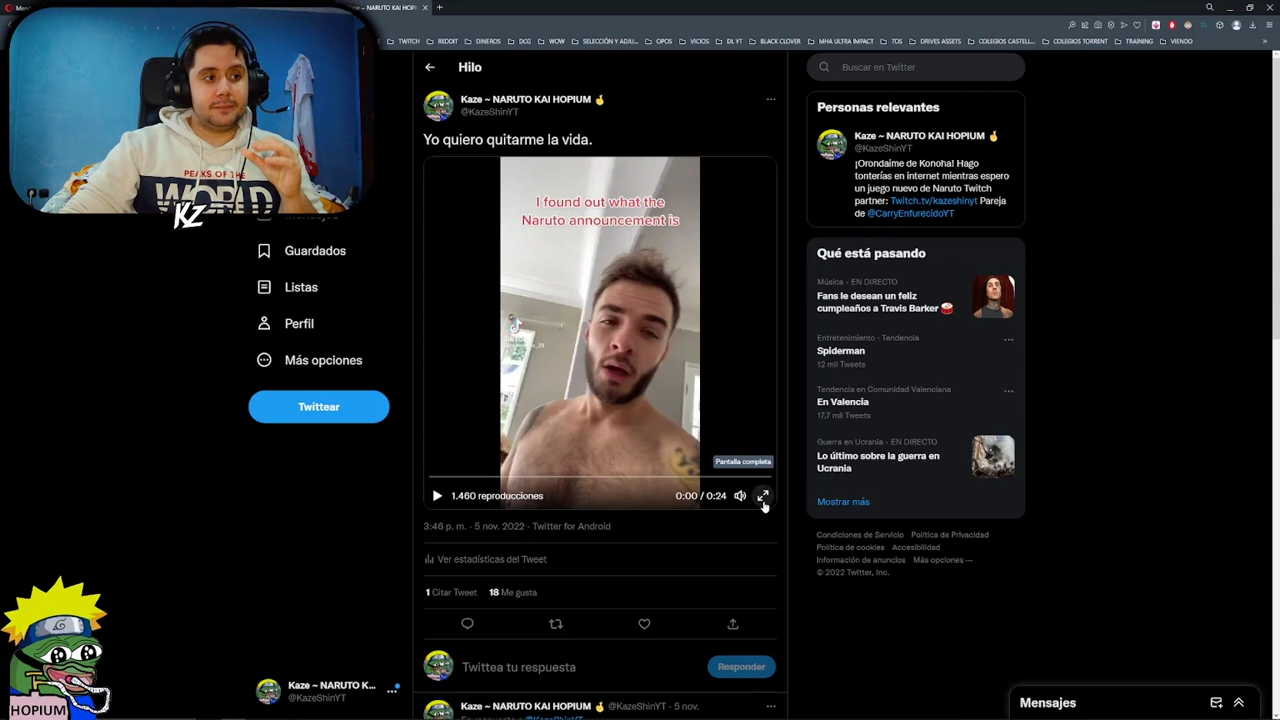 NARUTO KAI HOPI
TWITCH
REDDIT
DINEROS
DCG
WOW
SELECCIÓN Y ADJU...
OPOS
VICIOS
DL YT
BLACK CLOVER
MHA ULTRA IMPACT
7DS
DRIVES ASSETS
COLEGIOS CASTELL...
COLEGIOS TORRENT
TRAINING
VIENDO
PEAKS OF THE
WORLD
KZ
Guardados
Listas
Perfil
Más opciones
Twittear
HOPIUM
Kaze ~ NARUTO K...
@KazeShinYT
Hilo
Kaze ~ NARUTO KAI HOPIUM
@KazeShinYT
Yo quiero quitarme la vida.
I found out what the
Naruto announcement is
Pantalla completa
1.460 reproducciones
0:00 / 0:24
3:46 p. m. · 5 nov. 2022 · Twitter for Android
Ver estadísticas del Tweet
1 Citar Tweet 18 Me gusta
Twittea tu respuesta
Responder
Kaze ~ NARUTO KAI HOPIUM @KazeShinYT · 5 nov.
Buscar en Twitter
Personas relevantes
Kaze ~ NARUTO KAI HOPIUM
@KazeShinYT
¡Orondaime de Konoha! Hago
tonterías en internet mientras espero
un juego nuevo de Naruto Twitch
partner: Twitch.tv/kazeshinyt Pareja
de @CarryEnfurecidoYT
Qué está pasando
Música · EN DIRECTO
Fans le desean un feliz
cumpleaños a Travis Barker
Entretenimiento · Tendencia
Spiderman
12 mil Tweets
Tendencia en Comunidad Valenciana
En Valencia
17,7 mil Tweets
Guerra en Ucrania · EN DIRECTO
Lo último sobre la guerra en
Ucrania
Mostrar más
Condiciones de Servicio Política de Privacidad
Política de cookies Accesibilidad
Información de anuncios Más opciones ···
© 2022 Twitter, Inc.
Mensajes